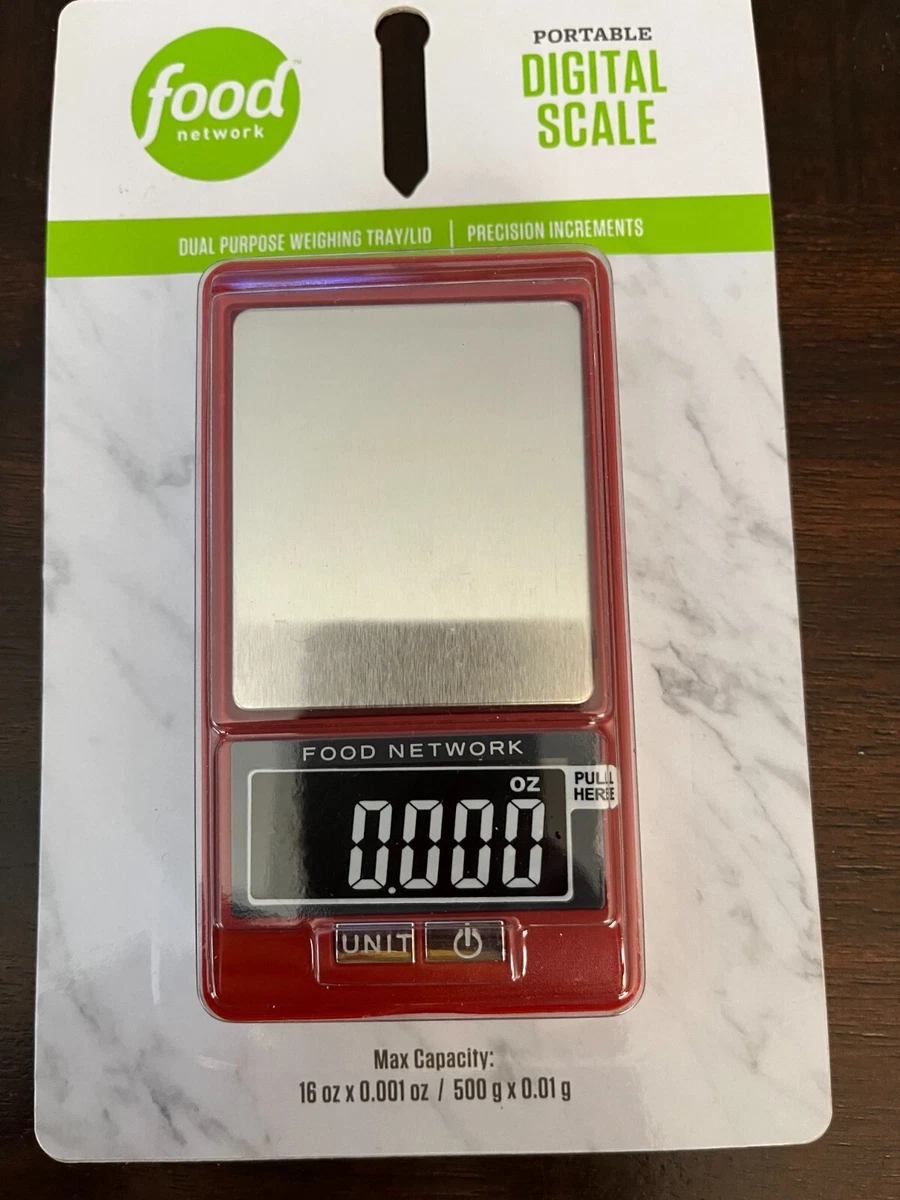 food™
network
PORTABLE
DIGITAL
SCALE
DUAL PURPOSE WEIGHING TRAY/LID | PRECISION INCREMENTS
FOOD NETWORK
oz
PULL
HERE
0.000
UNIT
Max Capacity:
16 oz x 0.001 oz / 500 g x 0.01 g